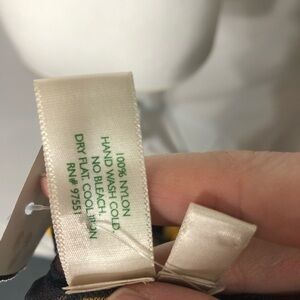 100% NYLON
HAND WASH COLD
NO BLEACH,
DRY FLAT, COOL IRON
RN# 97551